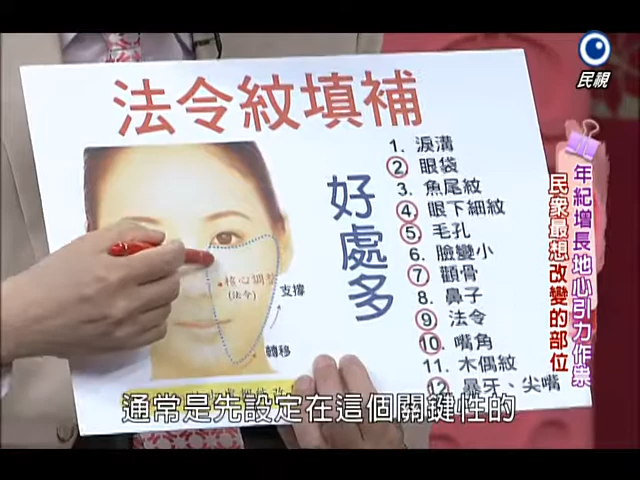 民視
法令紋填補
好處多
1. 淚溝
2 眼袋
3. 魚尾紋
4. 眼下細紋
5. 毛孔
6. 臉變小
7 顴骨
8. 鼻子
9 法令
10. 嘴角
11. 木偶紋
12. 暴牙、尖嘴
核心調整
(法令)
支撐
轉移
年紀增長地心引力作祟
民眾最想改變的部位
通常是先設定在這個關鍵性的